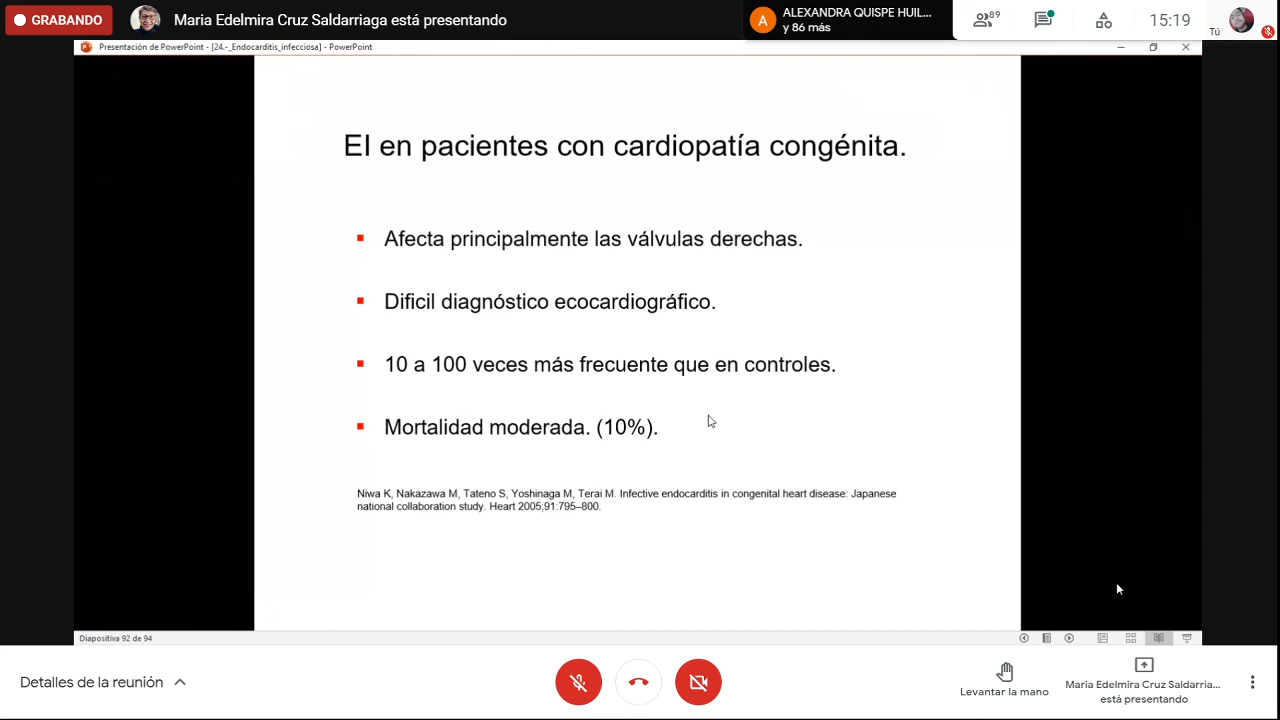 GRABANDO
Maria Edelmira Cruz Saldarriaga está presentando
A
ALEXANDRA QUISPE HUIL...
y 86 más
89
15:19
Tú
Presentación de PowerPoint - [24.-_Endocarditis_infecciosa] - PowerPoint
EI en pacientes con cardiopatía congénita.
Afecta principalmente las válvulas derechas.
Dificil diagnóstico ecocardiográfico.
10 a 100 veces más frecuente que en controles.
Mortalidad moderada. (10%).
Niwa K, Nakazawa M, Tateno S, Yoshinaga M, Terai M. Infective endocarditis in congenital heart disease: Japanese
national collaboration study. Heart 2005;91:795–800.
Diapositiva 92 de 94
Detalles de la reunión
Levantar la mano
Maria Edelmira Cruz Saldarria...
está presentando